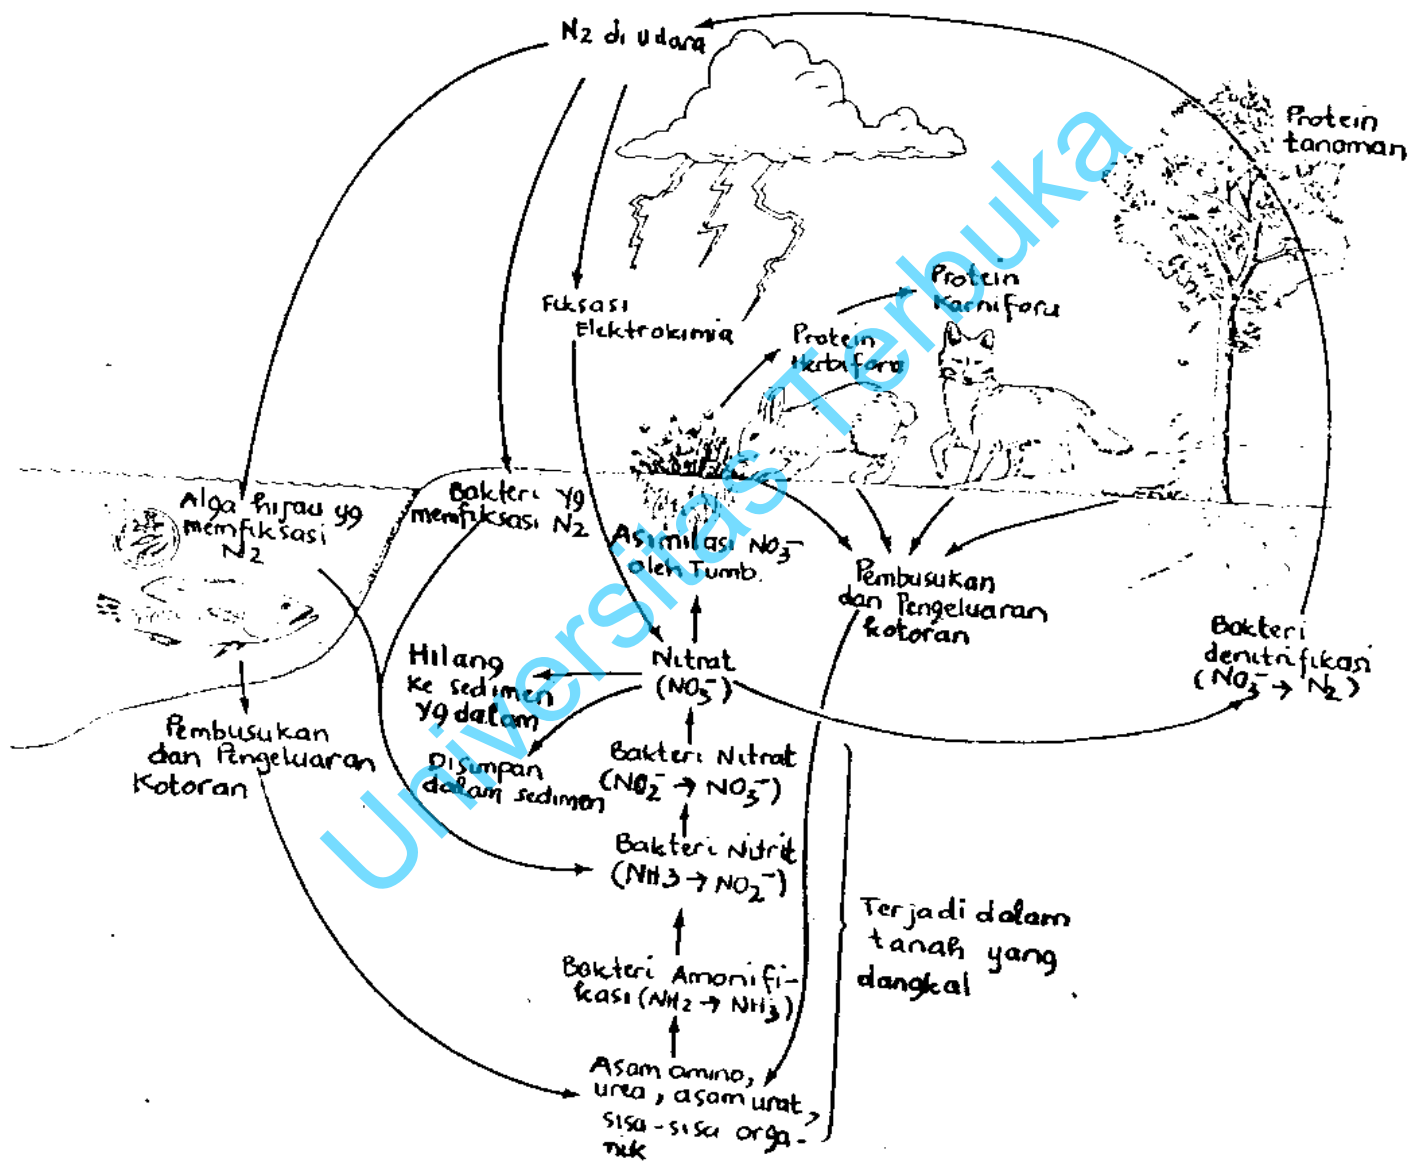 N2 di udara
Protein
tanaman
Protein
Karnifora
Fiksasi
Elektrokimia
Protein
Herbifora
Alga hijau yg
memfiksasi
N2
Bakteri yg
memfiksasi N2
Asimilasi NO3-
oleh Tumb.
Pembusukan
dan Pengeluaran
kotoran
Bakteri
denitrifikasi
(NO3- → N2)
Hilang
ke sedimen
yg dalam
Nitrat
(NO3-)
Pembusukan
dan Pengeluaran
Kotoran
Disimpan
dalam sedimen
Bakteri Nitrat
(NO2- → NO3-)
Bakteri Nitrit
(NH3 → NO2-)
Terjadi dalam
tanah yang
dangkal
Bakteri Amonifi-
kasi (NH2 → NH3)
Asam amino,
urea, asam urat,
sisa-sisa orga-
nik
Universitas Terbuka